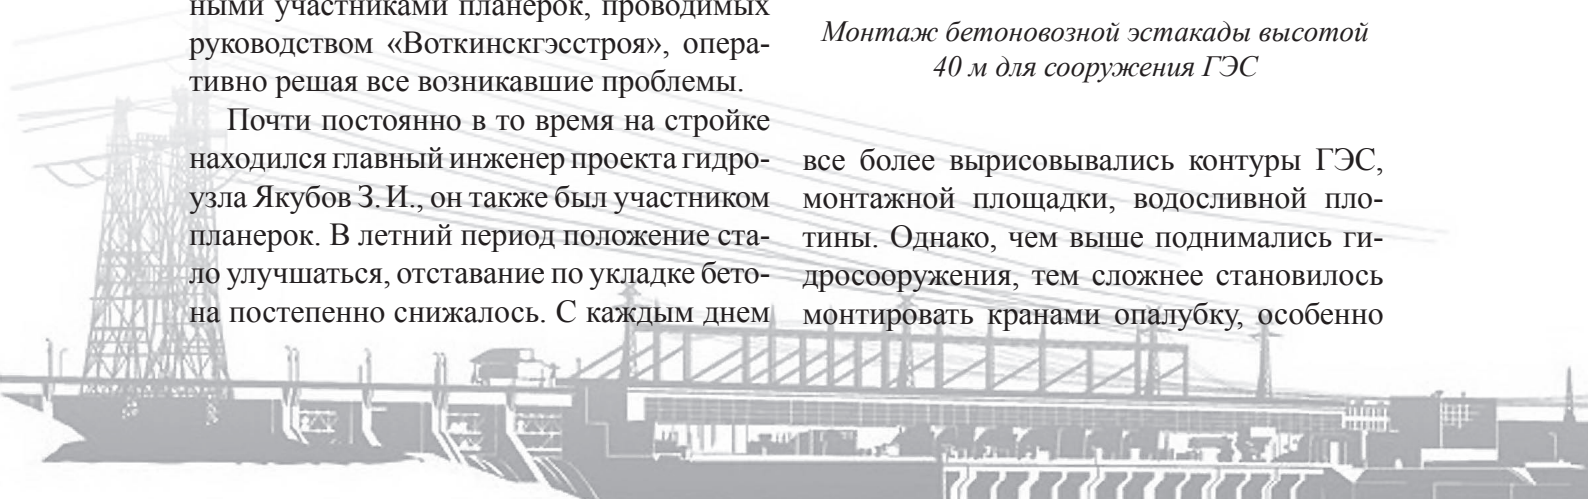 ными участниками планерок, проводимых
руководством «Воткинскгэсстроя», опера-
тивно решая все возникавшие проблемы.
Почти постоянно в то время на стройке
находился главный инженер проекта гидро-
узла Якубов З. И., он также был участником
планерок. В летний период положение ста-
ло улучшаться, отставание по укладке бето-
на постепенно снижалось. С каждым днем
Монтаж бетоновозной эстакады высотой
40 м для сооружения ГЭС
все более вырисовывались контуры ГЭС,
монтажной площадки, водосливной пло-
тины. Однако, чем выше поднимались ги-
дросооружения, тем сложнее становилось
монтировать кранами опалубку, особенно